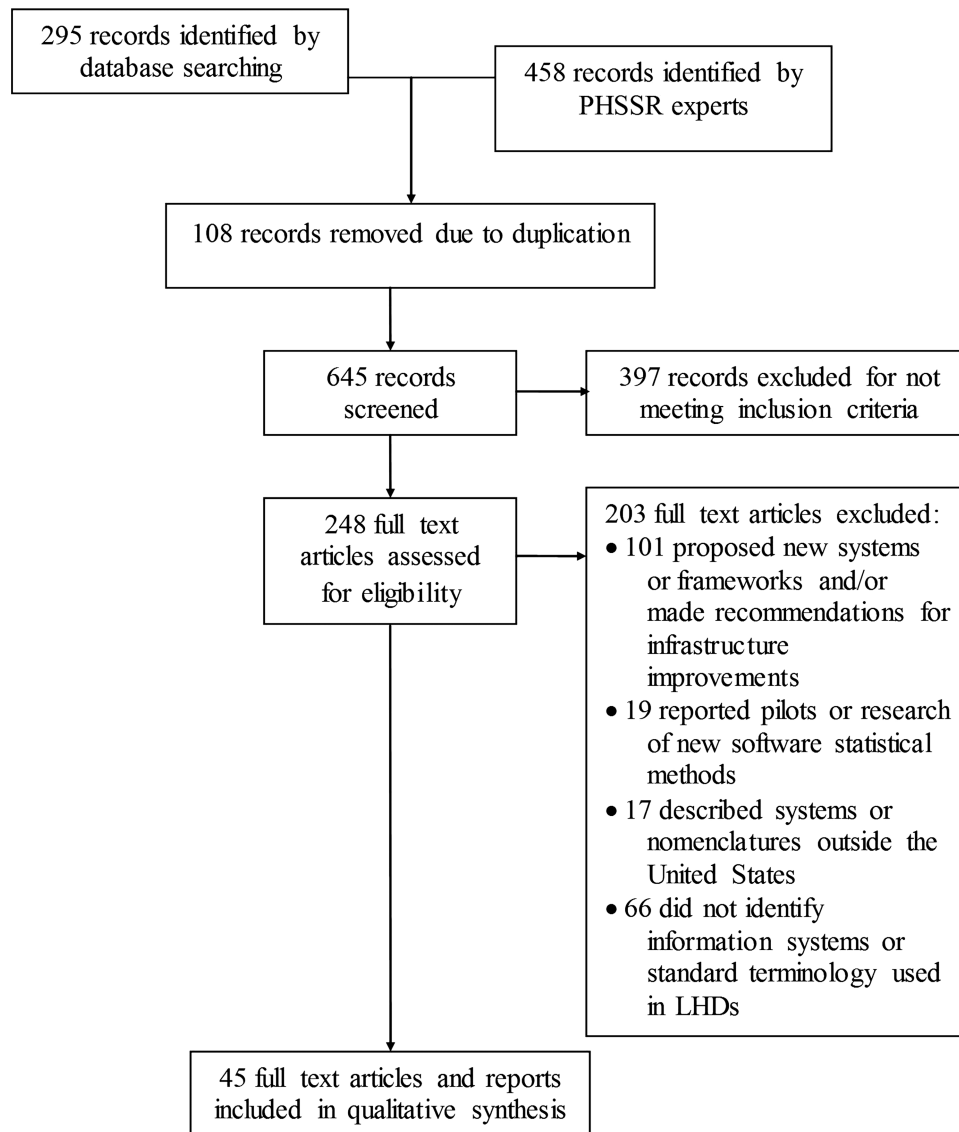 295 records identified by
database searching
458 records identified by
PHSSR experts
108 records removed due to duplication
645 records
screened
397 records excluded for not
meeting inclusion criteria
248 full text
articles assessed
for eligibility
203 full text articles excluded:
• 101 proposed new systems
or frameworks and/or
made recommendations for
infrastructure
improvements
• 19 reported pilots or research
of new software statistical
methods
• 17 described systems or
nomenclatures outside the
United States
• 66 did not identify
information systems or
standard terminology used
in LHDs
45 full text articles and reports
included in qualitative synthesis